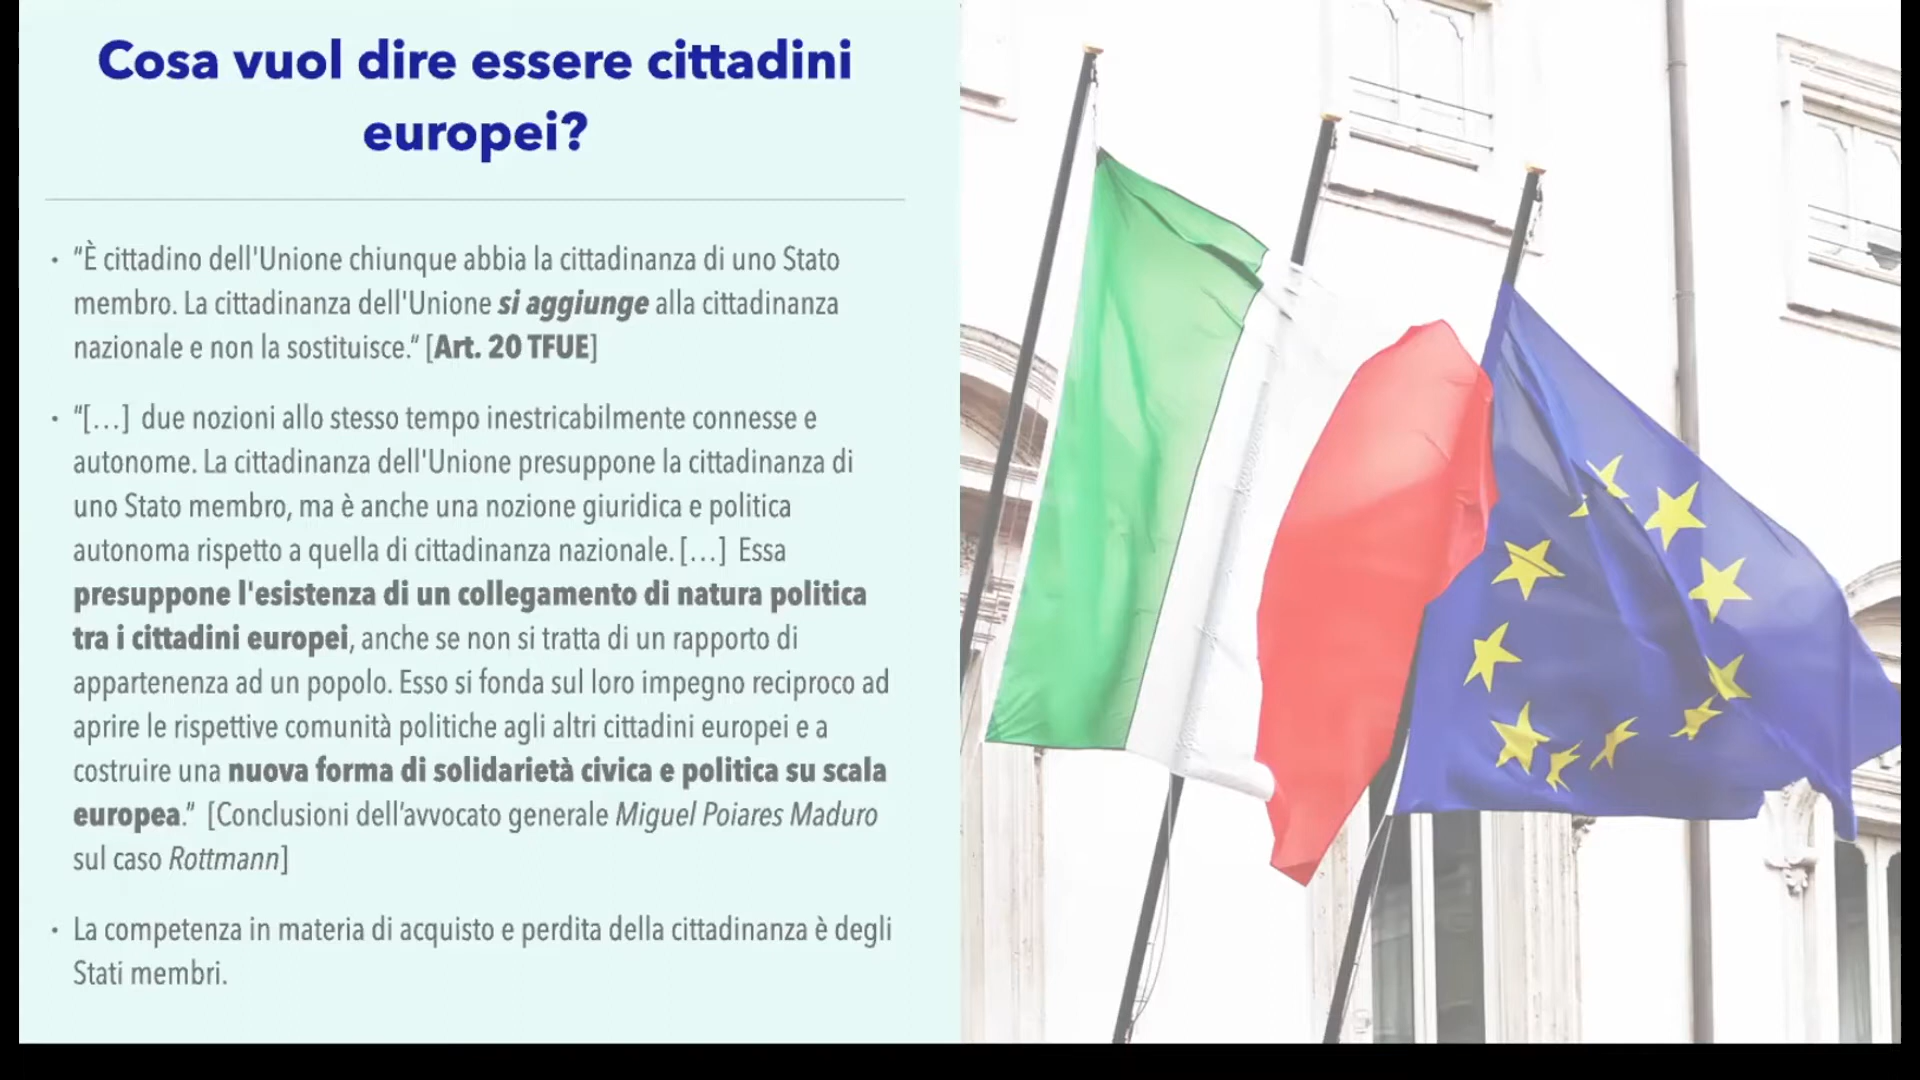 Cosa vuol dire essere cittadini
europei?
• “È cittadino dell'Unione chiunque abbia la cittadinanza di uno Stato
membro. La cittadinanza dell'Unione si aggiunge alla cittadinanza
nazionale e non la sostituisce.“ [Art. 20 TFUE]
• “[…] due nozioni allo stesso tempo inestricabilmente connesse e
autonome. La cittadinanza dell'Unione presuppone la cittadinanza di
uno Stato membro, ma è anche una nozione giuridica e politica
autonoma rispetto a quella di cittadinanza nazionale. […] Essa
presuppone l'esistenza di un collegamento di natura politica
tra i cittadini europei, anche se non si tratta di un rapporto di
appartenenza ad un popolo. Esso si fonda sul loro impegno reciproco ad
aprire le rispettive comunità politiche agli altri cittadini europei e a
costruire una nuova forma di solidarietà civica e politica su scala
europea.” [Conclusioni dell’avvocato generale Miguel Poiares Maduro
sul caso Rottmann]
• La competenza in materia di acquisto e perdita della cittadinanza è degli
Stati membri.